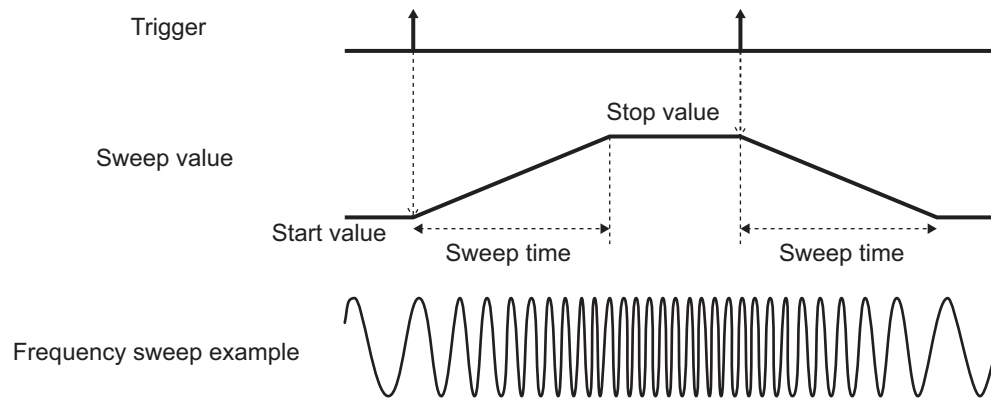 Trigger
Stop value
Sweep value
Start value
Sweep time
Sweep time
Frequency sweep example